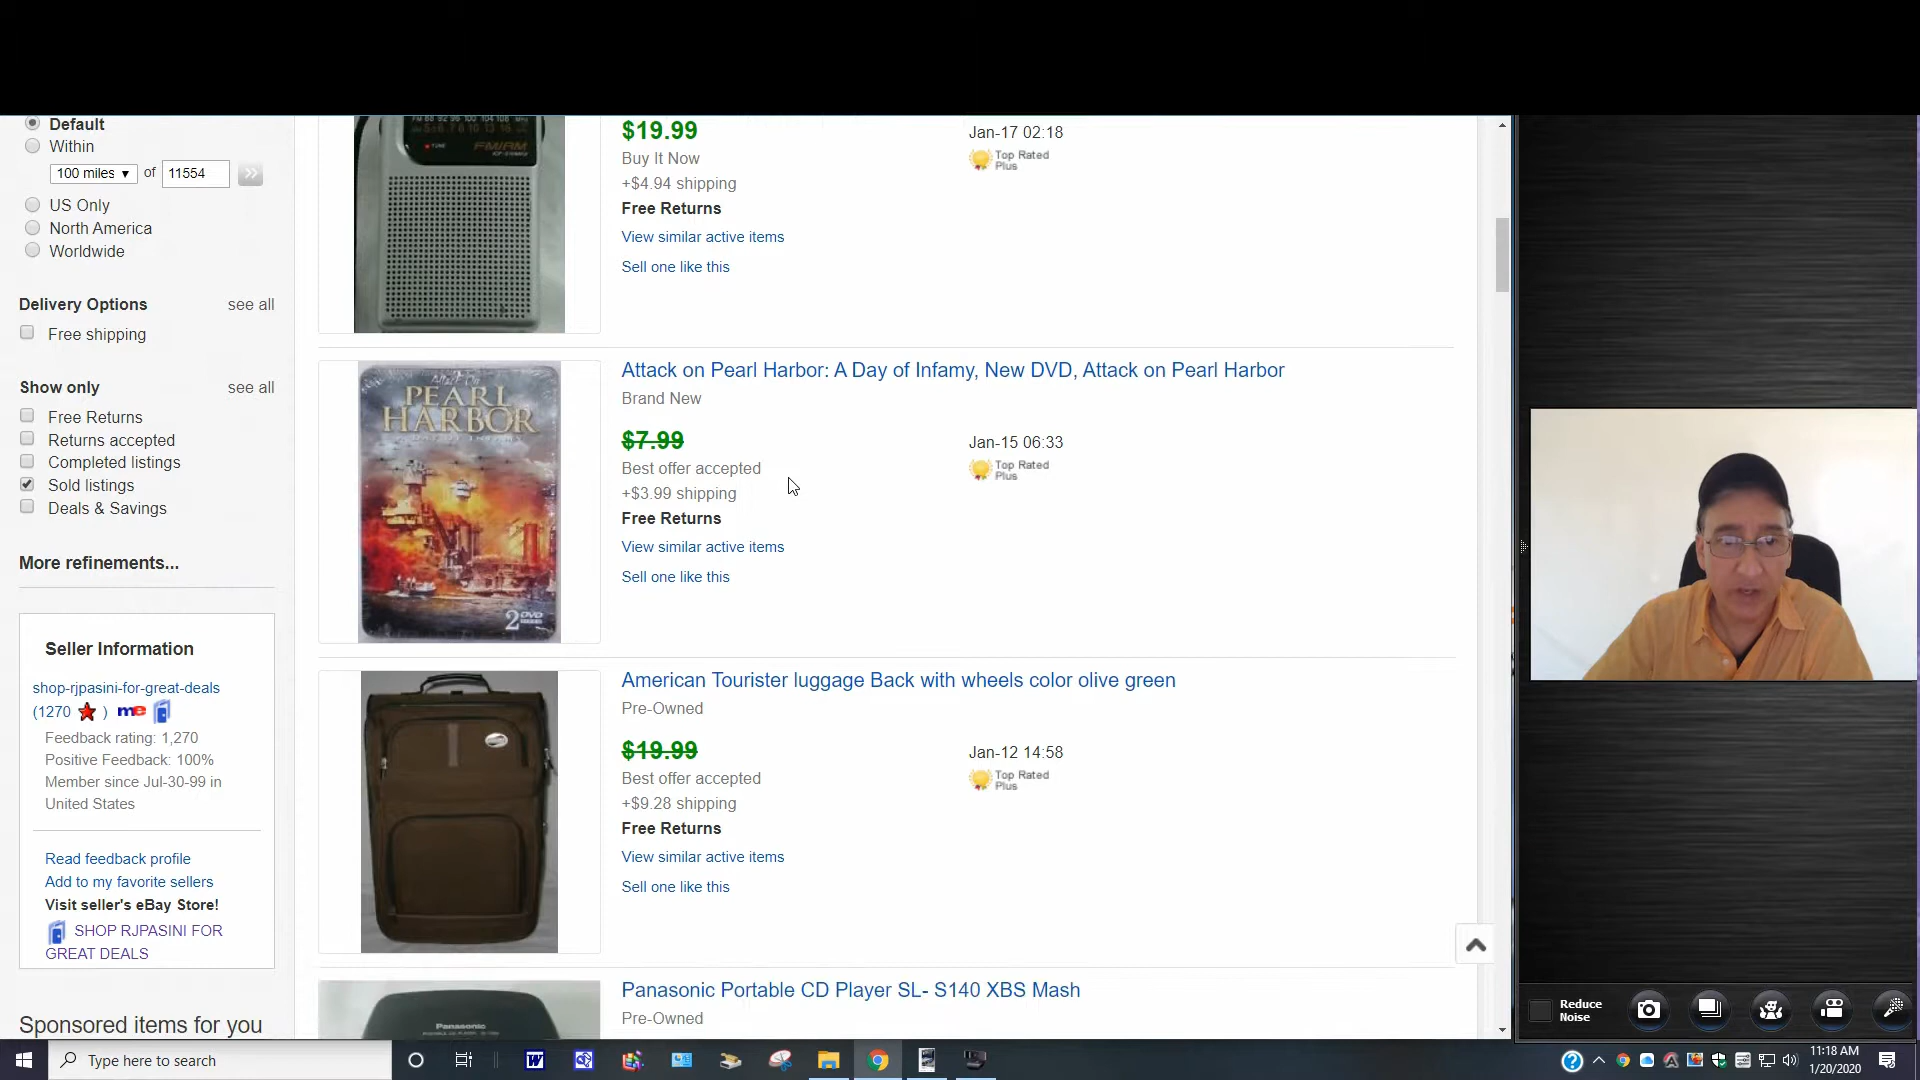 Default
Within
100 miles ▼ of 11554 »
US Only
North America
Worldwide
Delivery Options see all
Free shipping
Show only see all
Free Returns
Returns accepted
Completed listings
Sold listings
Deals & Savings
More refinements...
Seller Information
shop-rjpasini-for-great-deals
(1270 ) me
Feedback rating: 1,270
Positive Feedback: 100%
Member since Jul-30-99 in
United States
Read feedback profile
Add to my favorite sellers
Visit seller's eBay Store!
SHOP RJPASINI FOR
GREAT DEALS
Sponsored items for you
FM/AM
$19.99 Jan-17 02:18
Buy It Now Top Rated
Plus
+$4.94 shipping
Free Returns
View similar active items
Sell one like this
Attack On
PEARL
HARBOR
A DAY OF INFAMY
2 DVD
Attack on Pearl Harbor: A Day of Infamy, New DVD, Attack on Pearl Harbor
Brand New
$7.99 Jan-15 06:33
Best offer accepted Top Rated
Plus
+$3.99 shipping
Free Returns
View similar active items
Sell one like this
American Tourister luggage Back with wheels color olive green
Pre-Owned
$19.99 Jan-12 14:58
Best offer accepted Top Rated
Plus
+$9.28 shipping
Free Returns
View similar active items
Sell one like this
Panasonic
Panasonic Portable CD Player SL- S140 XBS Mash
Pre-Owned
Reduce
Noise
Type here to search
11:18 AM
1/20/2020